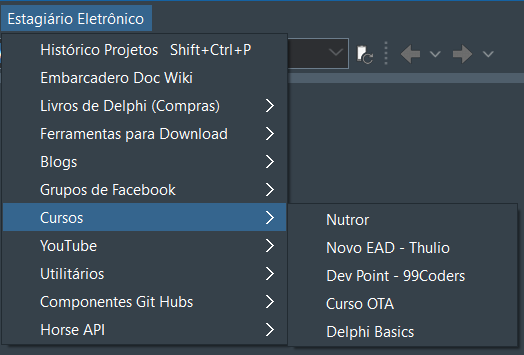 Estagiário Eletrônico
Histórico Projetos Shift+Ctrl+P
Embarcadero Doc Wiki
Livros de Delphi (Compras)
Ferramentas para Download
Blogs
Grupos de Facebook
Cursos
YouTube
Utilitários
Componentes Git Hubs
Horse API
Nutror
Novo EAD - Thulio
Dev Point - 99Coders
Curso OTA
Delphi Basics